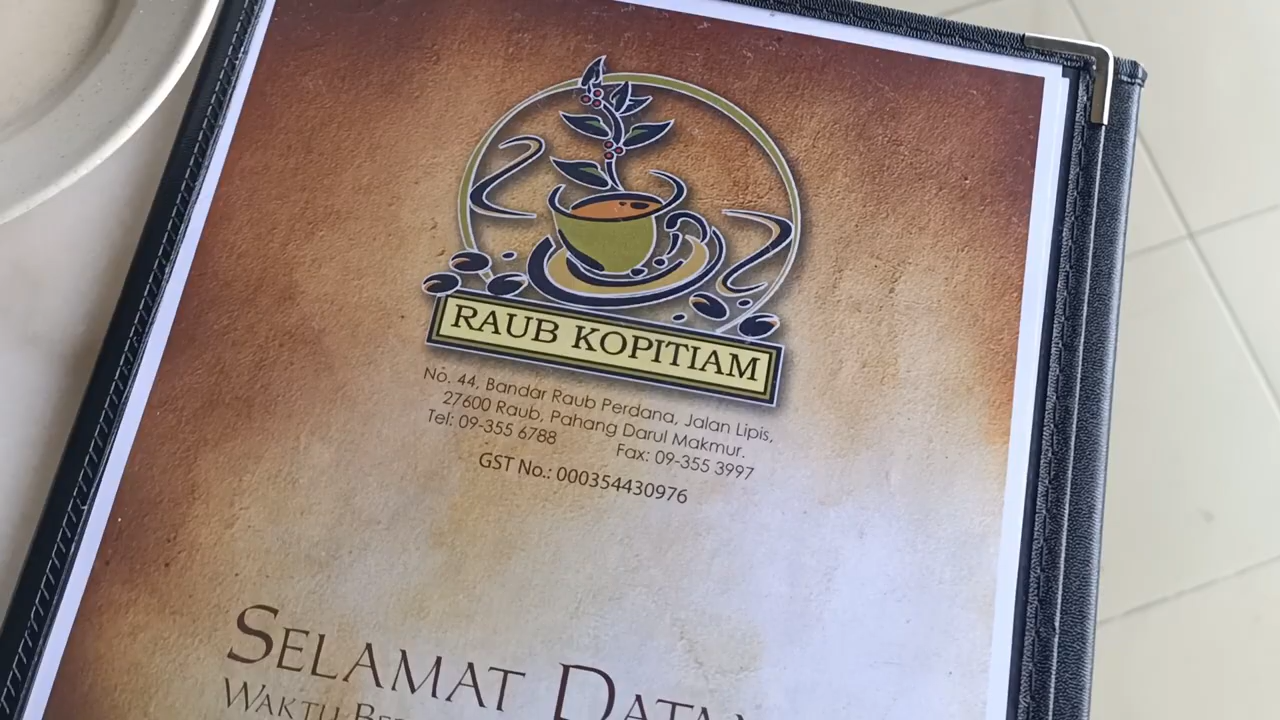 RAUB KOPITIAM
No. 44, Bandar Raub Perdana, Jalan Lipis,
27600 Raub, Pahang Darul Makmur.
Tel: 09-355 6788 Fax: 09-355 3997
GST No.: 000354430976
SELAMAT
WAKTU